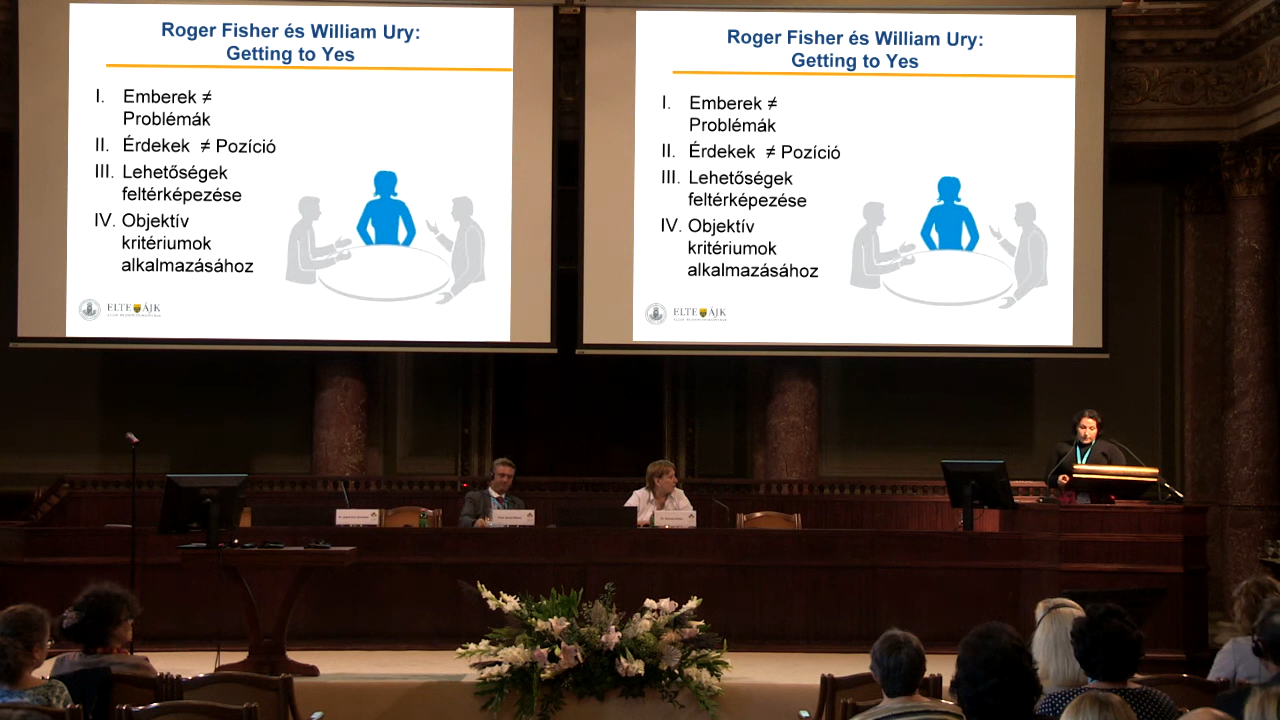 Roger Fisher és William Ury:
Getting to Yes
I. Emberek ≠
Problémák
II. Érdekek ≠ Pozíció
III. Lehetőségek
feltérképezése
IV. Objektív
kritériumok
alkalmazásához
ELTE ÁJK
Roger Fisher és William Ury:
Getting to Yes
I. Emberek ≠
Problémák
II. Érdekek ≠ Pozíció
III. Lehetőségek
feltérképezése
IV. Objektív
kritériumok
alkalmazásához
ELTE ÁJK